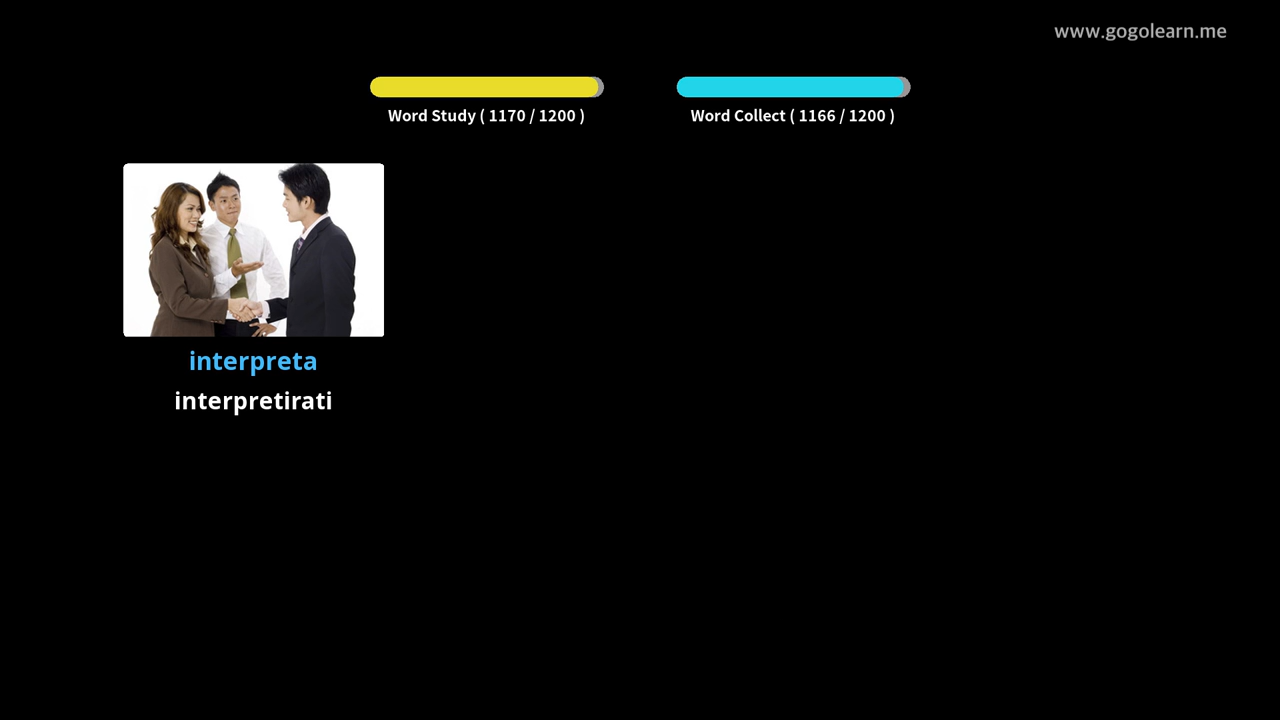 www.gogolearn.me
Word Study ( 1170 / 1200 )
Word Collect ( 1166 / 1200 )
interpreta
interpretirati